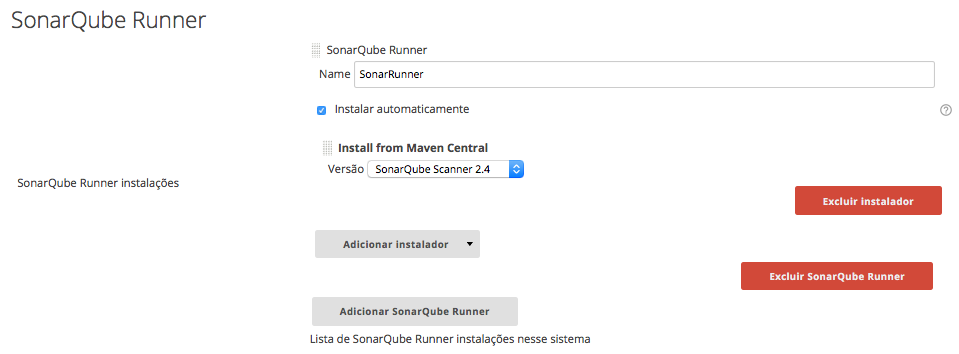 SonarQube Runner
SonarQube Runner
Name SonarRunner
Instalar automaticamente
Install from Maven Central
Versão SonarQube Scanner 2.4
SonarQube Runner instalações
Excluir instalador
Adicionar instalador
Excluir SonarQube Runner
Adicionar SonarQube Runner
Lista de SonarQube Runner instalações nesse sistema